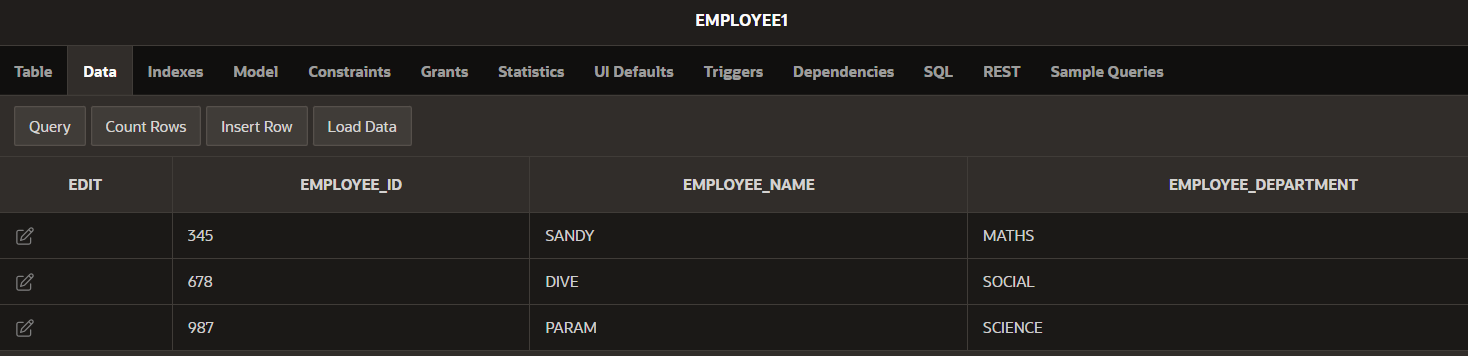 EMPLOYEE1
Table Data Indexes Model Constraints Grants Statistics UI Defaults Triggers Dependencies SQL REST Sample Queries
Query Count Rows Insert Row Load Data
EDIT EMPLOYEE_ID EMPLOYEE_NAME EMPLOYEE_DEPARTMENT
345 SANDY MATHS
678 DIVE SOCIAL
987 PARAM SCIENCE